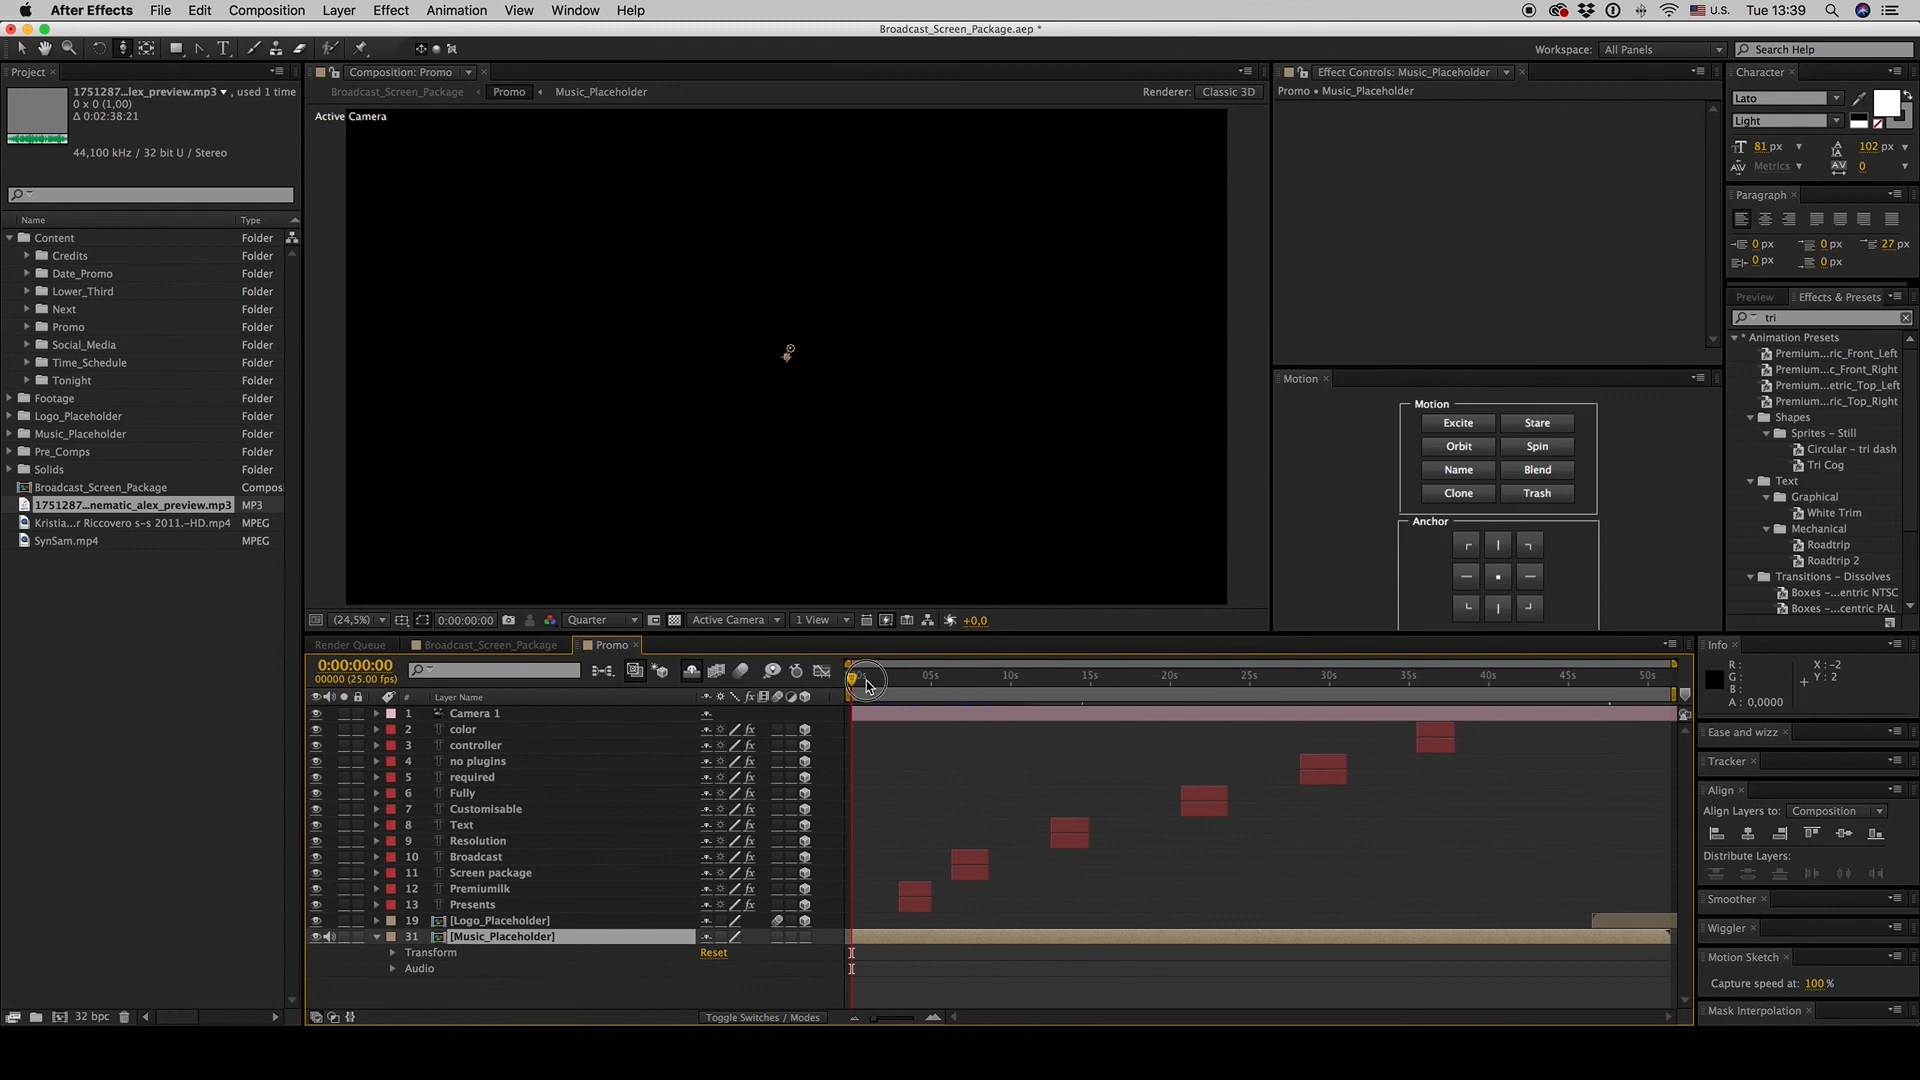 After Effects File Edit Composition Layer Effect Animation View Window Help U.S. Tue 13:39
Broadcast_Screen_Package.aep *
Workspace: All Panels Search Help
Project
1751287...lex_preview.mp3 , used 1 time
0 x 0 (1,00)
Δ 0:02:38:21
44,100 kHz / 32 bit U / Stereo
Name Type
Content Folder
Credits Folder
Date_Promo Folder
Lower_Third Folder
Next Folder
Promo Folder
Social_Media Folder
Time_Schedule Folder
Tonight Folder
Footage Folder
Logo_Placeholder Folder
Music_Placeholder Folder
Pre_Comps Folder
Solids Folder
Broadcast_Screen_Package Compos
1751287...nematic_alex_preview.mp3 MP3
Kristia...r Riccovero s-s 2011.-HD.mp4 MPEG
SynSam.mp4 MPEG
32 bpc
Composition: Promo
Broadcast_Screen_Package Promo Music_Placeholder
Renderer: Classic 3D
Active Camera
(24,5%) 0:00:00:00 Quarter Active Camera 1 View +0,0
Effect Controls: Music_Placeholder
Promo • Music_Placeholder
Motion
Motion
Excite Stare
Orbit Spin
Name Blend
Clone Trash
Anchor
Character
Lato
Light
81 px 102 px
Metrics 0
Paragraph
0 px 0 px 27 px
0 px 0 px
Preview Effects & Presets
tri
* Animation Presets
Premium...ric_Front_Left
Premium...c_Front_Right
Premium...etric_Top_Left
Premium...ric_Top_Right
Shapes
Sprites – Still
Circular – tri dash
Tri Cog
Text
Graphical
White Trim
Mechanical
Roadtrip
Roadtrip 2
Transitions – Dissolves
Boxes –...entric NTSC
Boxes –...centric PAL
Render Queue Broadcast_Screen_Package Promo
0:00:00:00
00000 (25.00 fps)
0s 05s 10s 15s 20s 25s 30s 35s 40s 45s 50s
# Layer Name
1 Camera 1
2 color
3 controller
4 no plugins
5 required
6 Fully
7 Customisable
8 Text
9 Resolution
10 Broadcast
11 Screen package
12 Premiumilk
13 Presents
19 [Logo_Placeholder]
31 [Music_Placeholder]
Transform Reset
Audio
Toggle Switches / Modes
Info
R: X: -2
G: Y: 2
B:
A: 0,0000
Ease and wizz
Tracker
Align
Align Layers to: Composition
Distribute Layers:
Smoother
Wiggler
Motion Sketch
Capture speed at: 100 %
Mask Interpolation